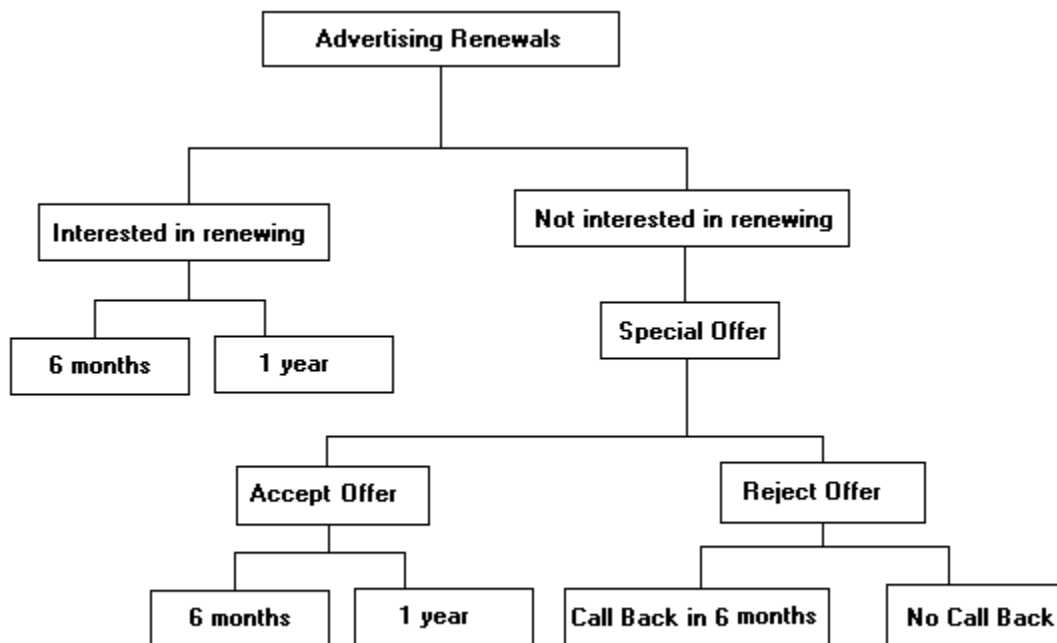 Advertising Renewals
Interested in renewing
Not interested in renewing
6 months
1 year
Special Offer
Accept Offer
Reject Offer
6 months
1 year
Call Back in 6 months
No Call Back